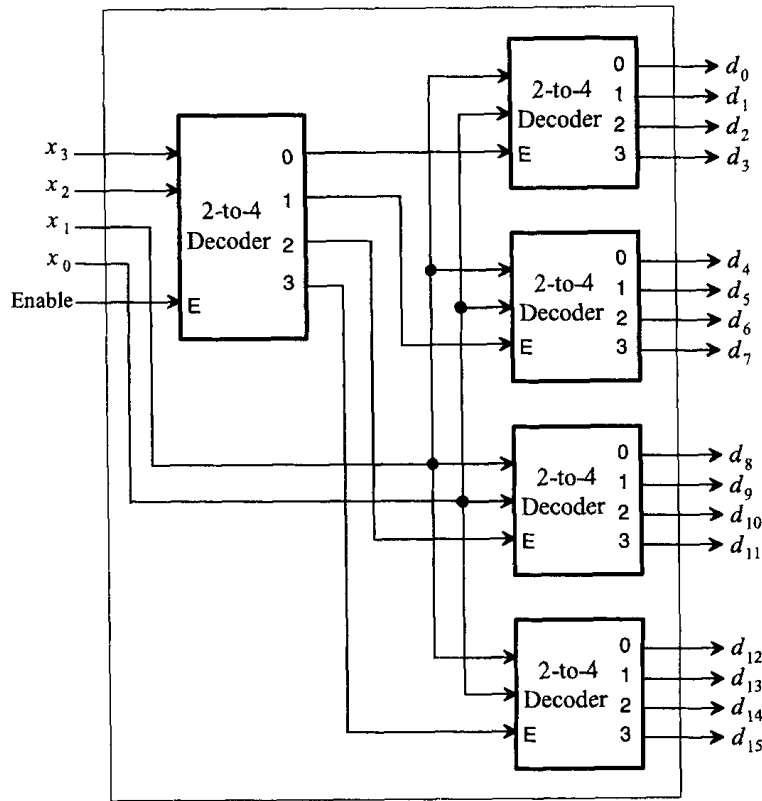 x3
x2
x1
x0
Enable
2-to-4
Decoder
E
0
1
2
3
2-to-4
Decoder
E
0
1
2
3
d0
d1
d2
d3
2-to-4
Decoder
E
0
1
2
3
d4
d5
d6
d7
2-to-4
Decoder
E
0
1
2
3
d8
d9
d10
d11
2-to-4
Decoder
E
0
1
2
3
d12
d13
d14
d15